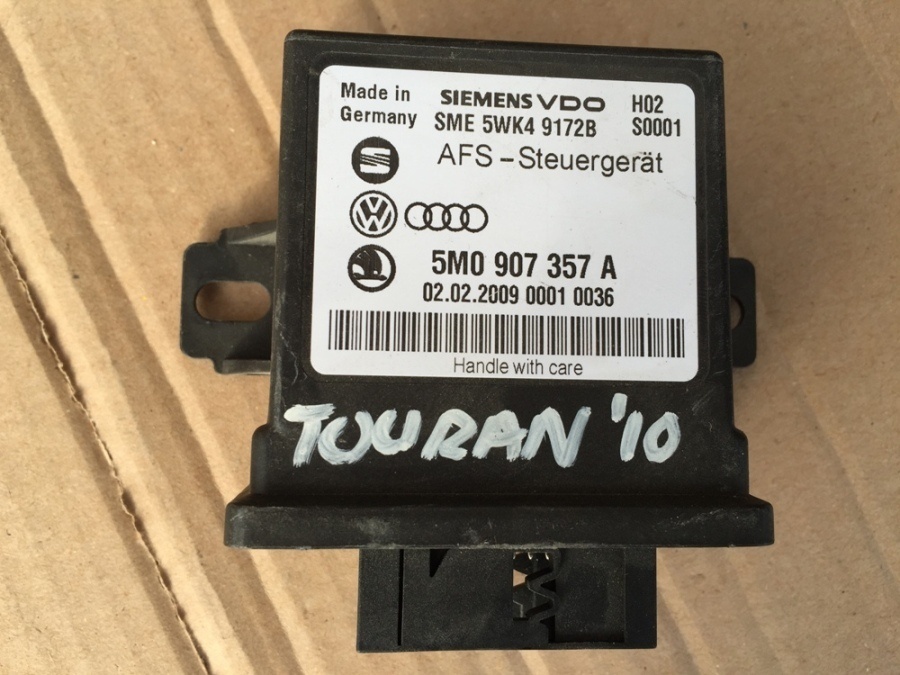 Made in SIEMENS VDO H02
Germany SME 5WK4 9172B S0001
AFS - Steuergerät
5M0 907 357 A
02.02.2009 0001 0036
Handle with care
TOURAN '10